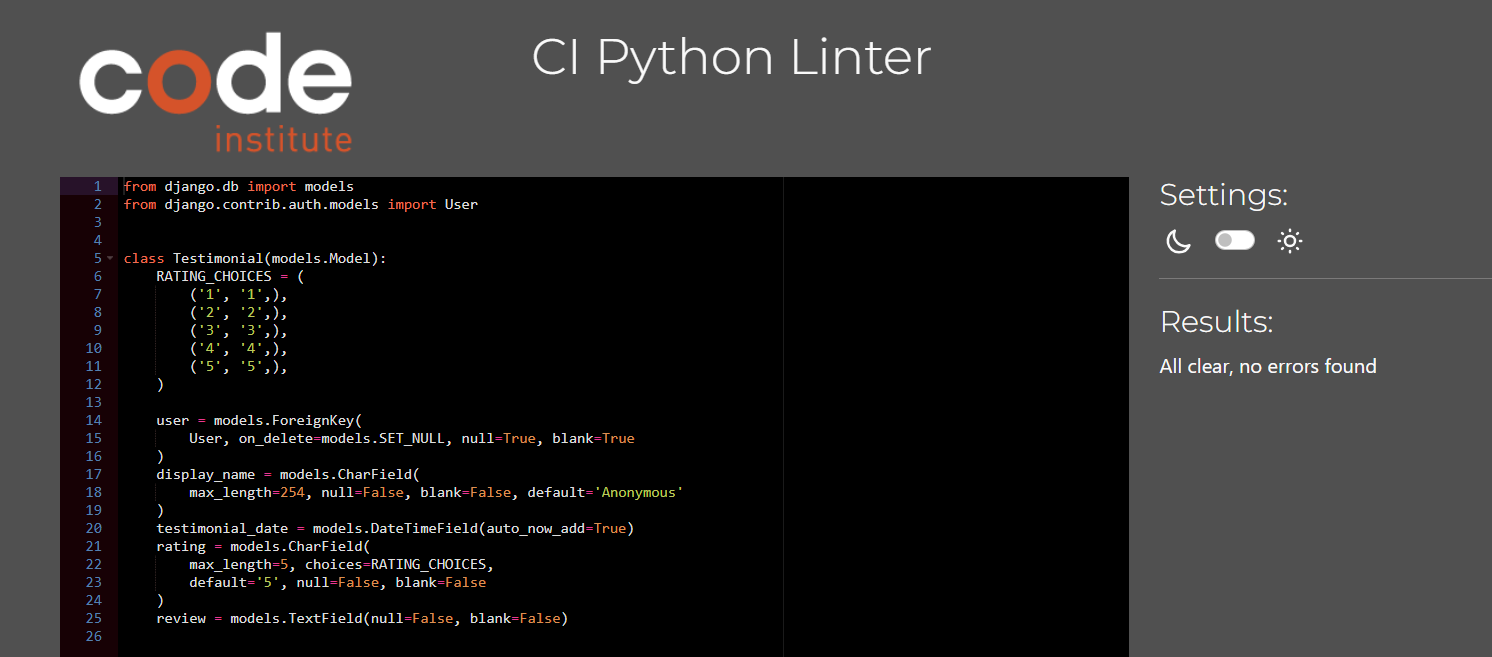 code
institute
CI Python Linter
1 from django.db import models
2 from django.contrib.auth.models import User
3
4
5 class Testimonial(models.Model):
6     RATING_CHOICES = (
7         ('1', '1',),
8         ('2', '2',),
9         ('3', '3',),
10         ('4', '4',),
11         ('5', '5',),
12     )
13
14     user = models.ForeignKey(
15         User, on_delete=models.SET_NULL, null=True, blank=True
16     )
17     display_name = models.CharField(
18         max_length=254, null=False, blank=False, default='Anonymous'
19     )
20     testimonial_date = models.DateTimeField(auto_now_add=True)
21     rating = models.CharField(
22         max_length=5, choices=RATING_CHOICES,
23         default='5', null=False, blank=False
24     )
25     review = models.TextField(null=False, blank=False)
26
Settings:
Results:
All clear, no errors found